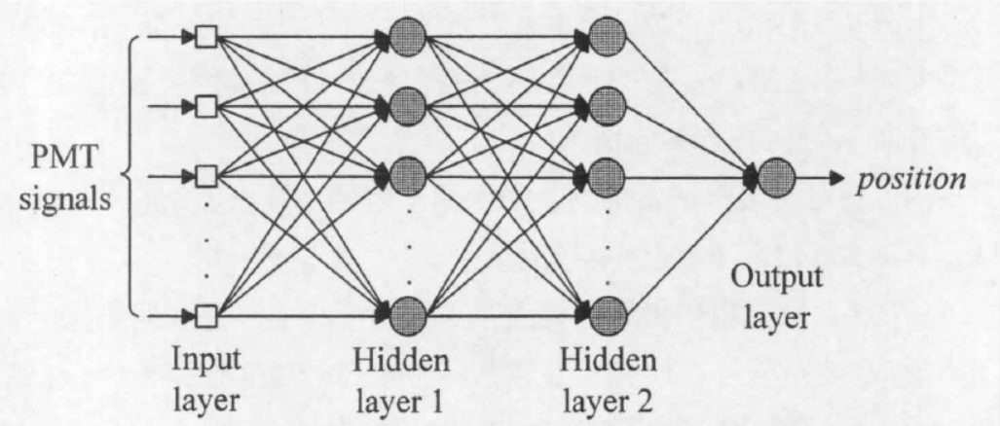 PMT
signals
position
Output
layer
Input
layer
Hidden
layer 1
Hidden
layer 2